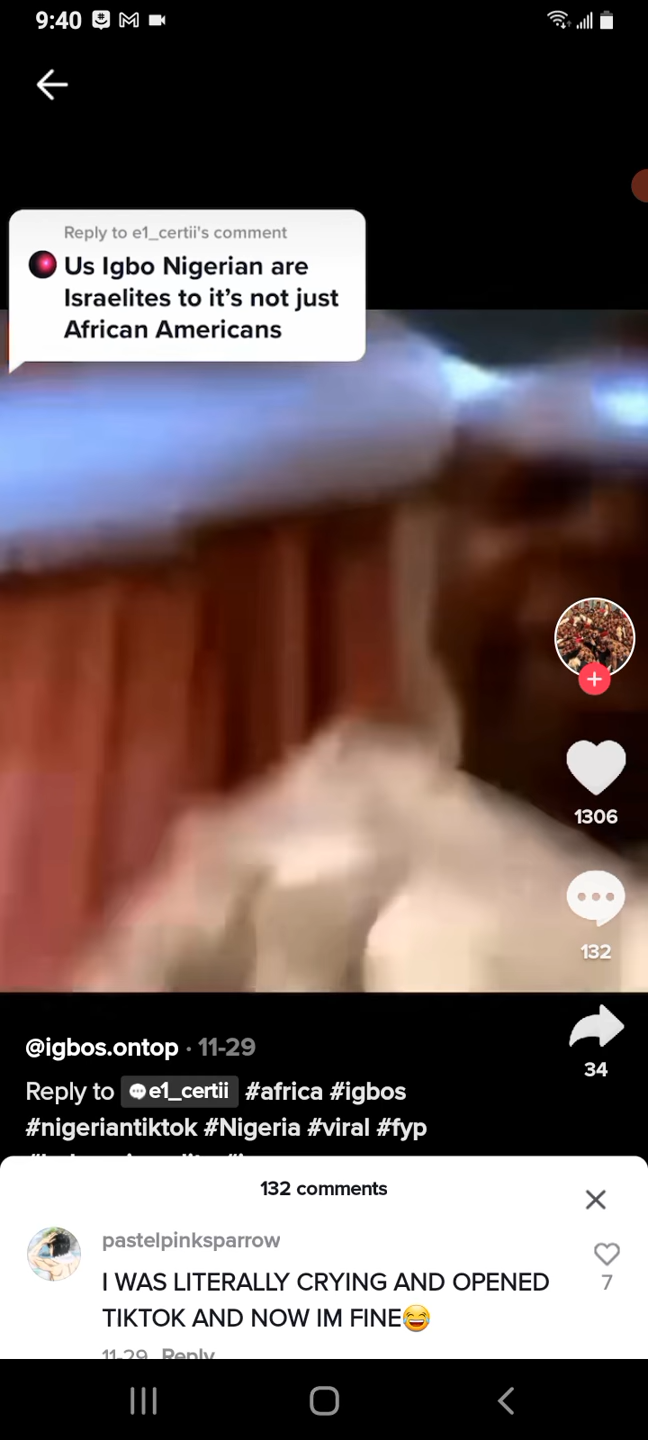 9:40
Reply to e1_certii's comment
Us Igbo Nigerian are
Israelites to it's not just
African Americans
1306
132
34
@igbos.ontop · 11-29
Reply to e1_certii #africa #igbos
#nigeriantiktok #Nigeria #viral #fyp
132 comments
pastelpinksparrow
I WAS LITERALLY CRYING AND OPENED
TIKTOK AND NOW IM FINE😂
7
11-29 Reply